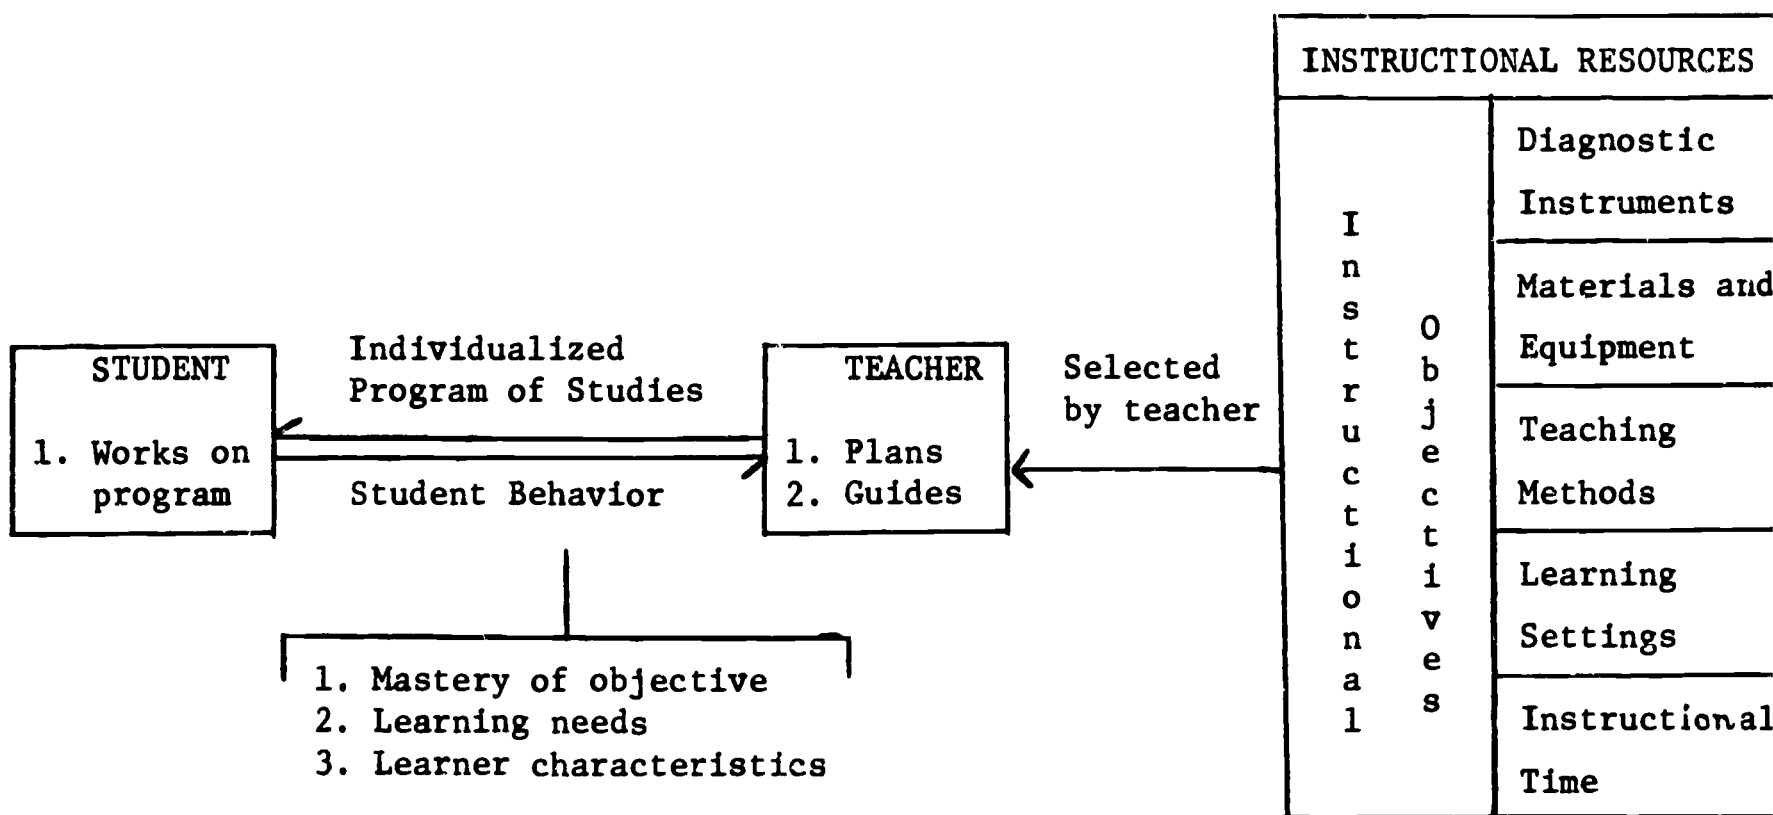 INSTRUCTIONAL RESOURCES
STUDENT
1. Works on
program
Individualized
Program of Studies
Student Behavior
1. Mastery of objective
2. Learning needs
3. Learner characteristics
TEACHER
1. Plans
2. Guides
Selected
by teacher
Instructional
Objectives
Diagnostic
Instruments
Materials and
Equipment
Teaching
Methods
Learning
Settings
Instructional
Time